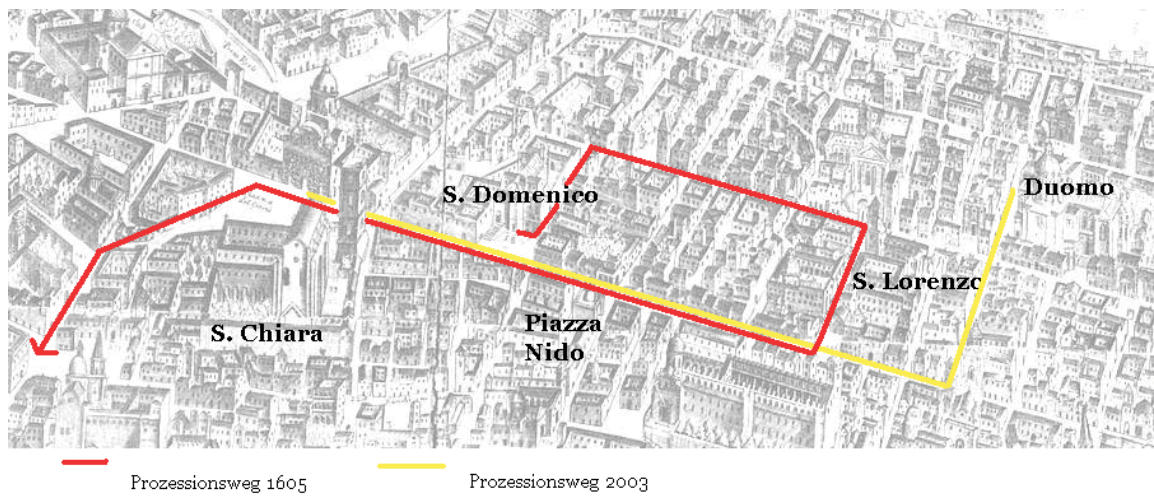 S. Domenico
Duomo
S. Lorenzo
S. Chiara
Piazza
Nido
Prozessionsweg 1605
Prozessionsweg 2003